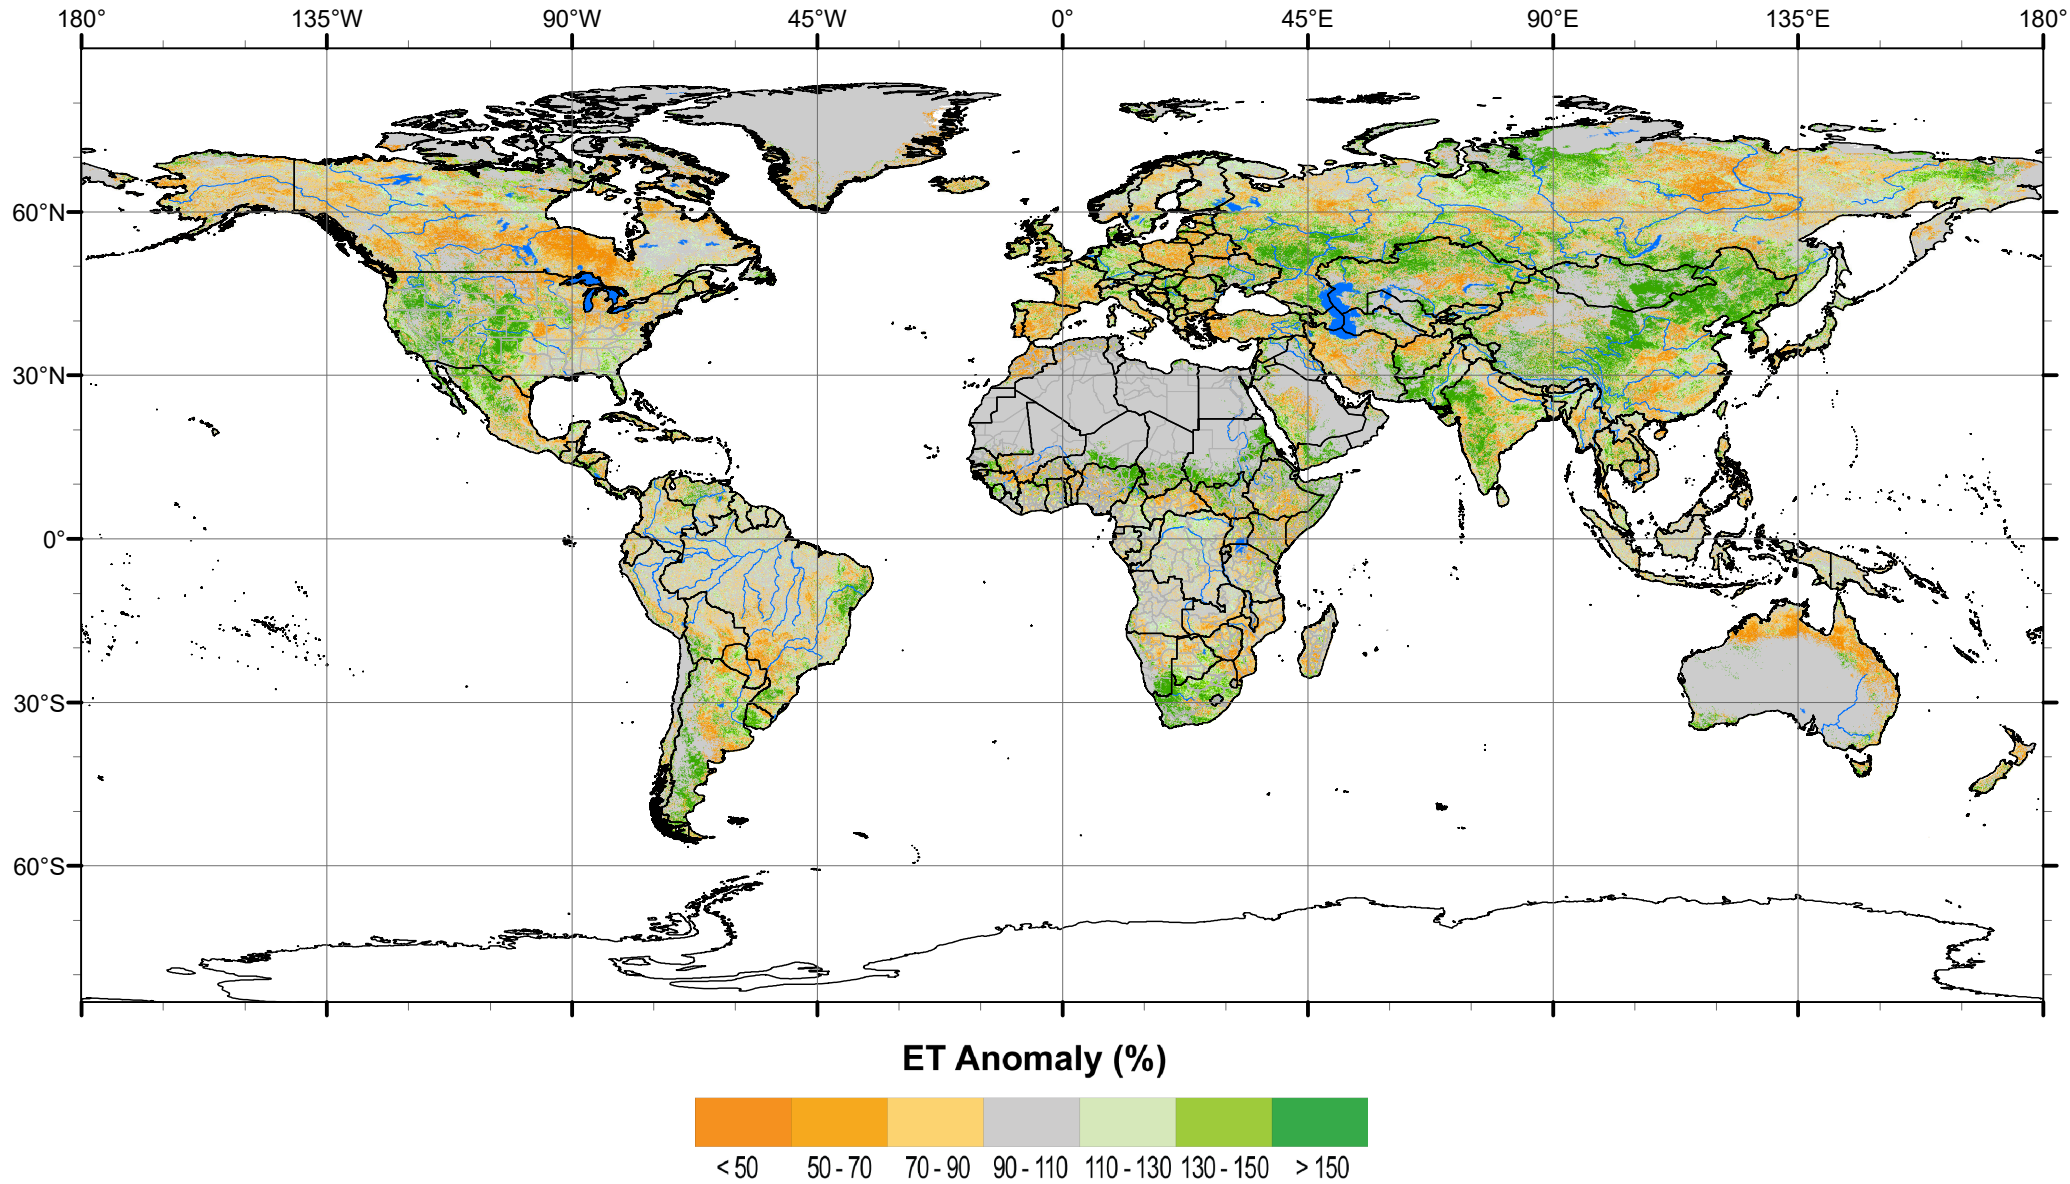 180° 135°W 90°W 45°W 0° 45°E 90°E 135°E 180°
60°N
30°N
0°
30°S
60°S
ET Anomaly (%)
< 50 50 - 70 70 - 90 90 - 110 110 - 130 130 - 150 > 150